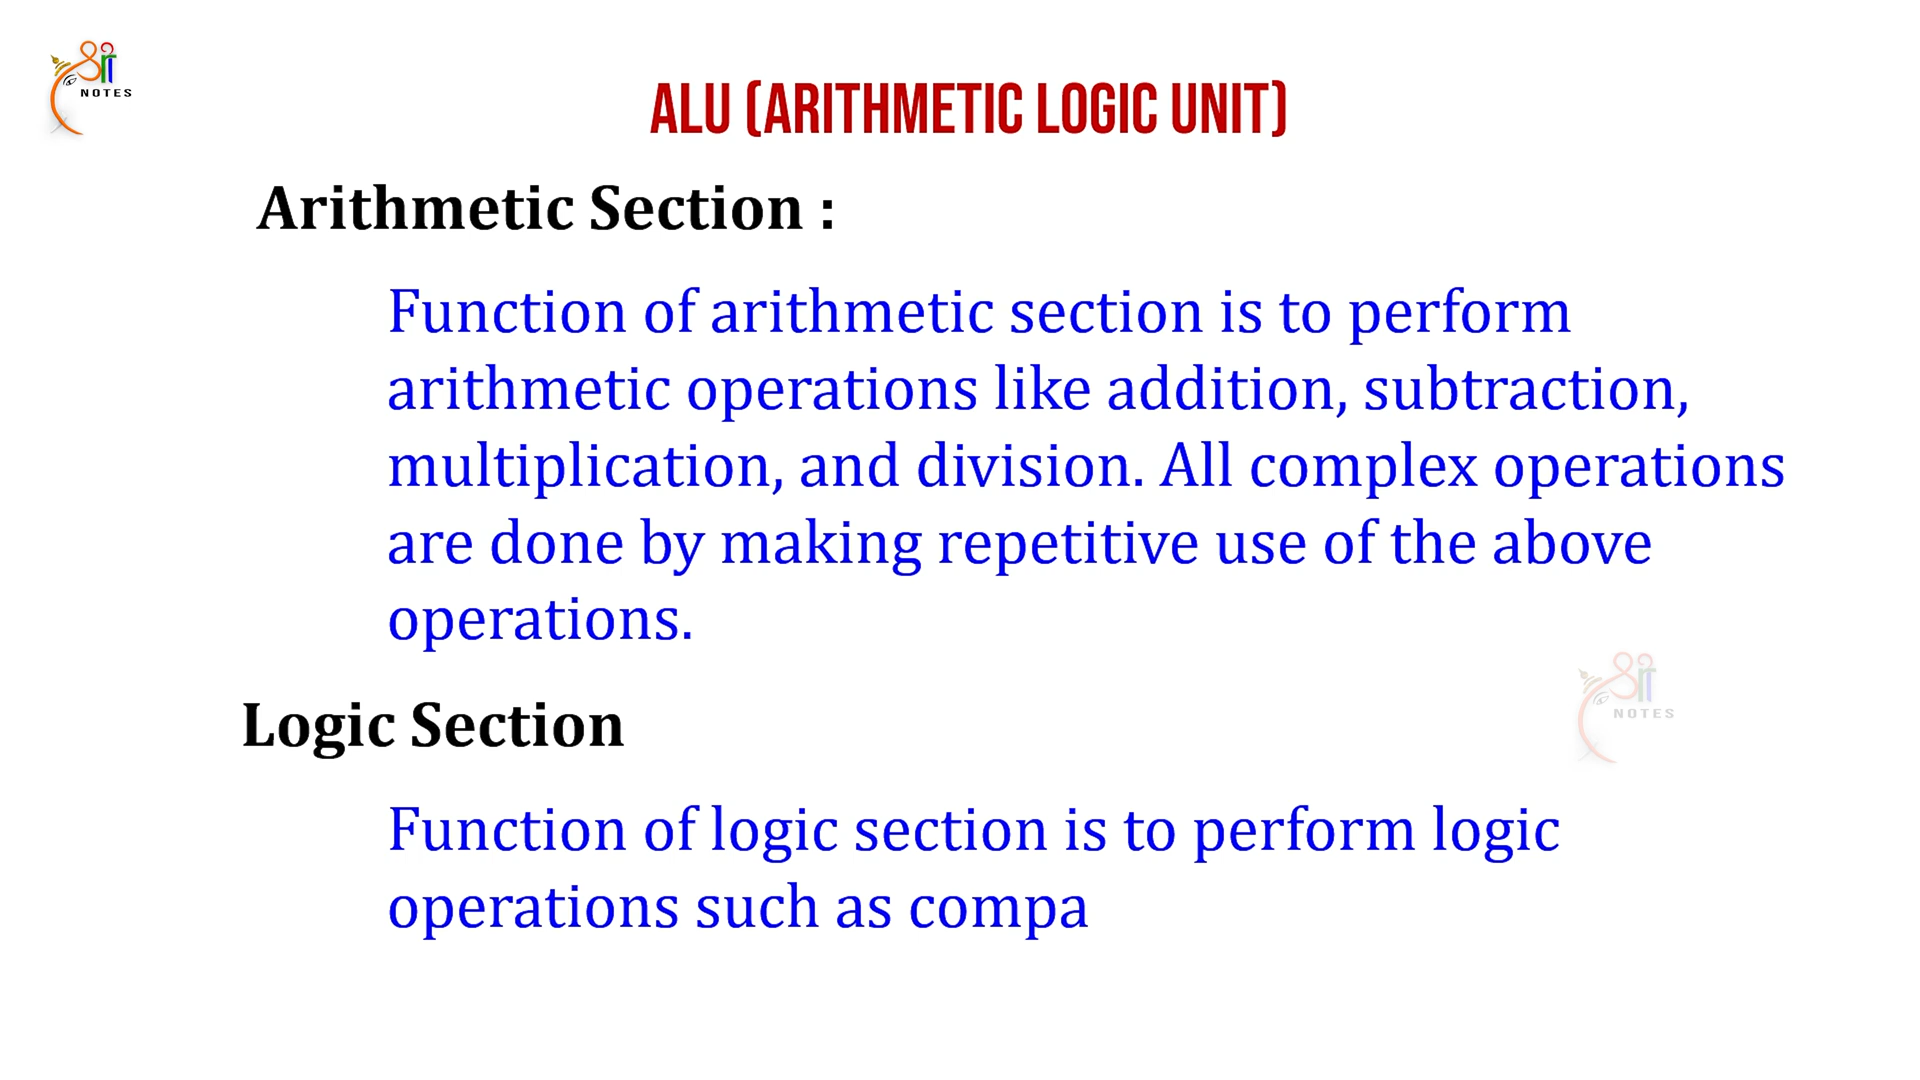 श्री
NOTES
ALU (ARITHMETIC LOGIC UNIT)
Arithmetic Section :
Function of arithmetic section is to perform
arithmetic operations like addition, subtraction,
multiplication, and division. All complex operations
are done by making repetitive use of the above
operations.
श्री
NOTES
Logic Section
Function of logic section is to perform logic
operations such as compa